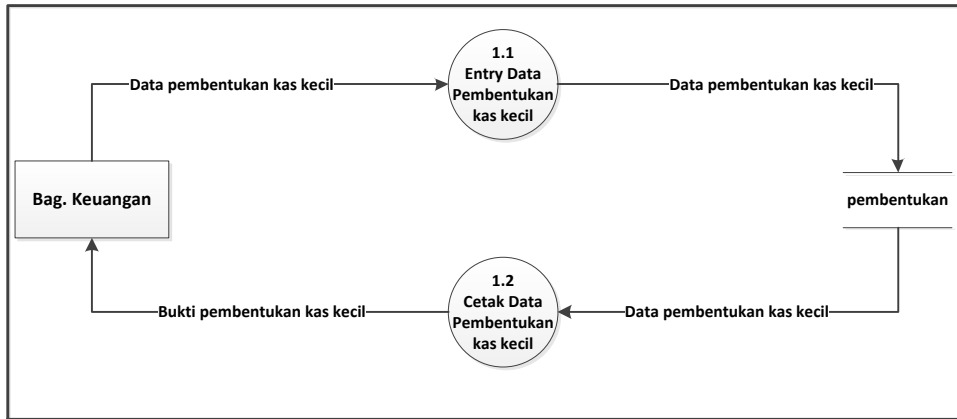 1.1
Entry Data
Pembentukan
kas kecil
Data pembentukan kas kecil
Data pembentukan kas kecil
Bag. Keuangan
pembentukan
1.2
Cetak Data
Pembentukan
kas kecil
Bukti pembentukan kas kecil
Data pembentukan kas kecil